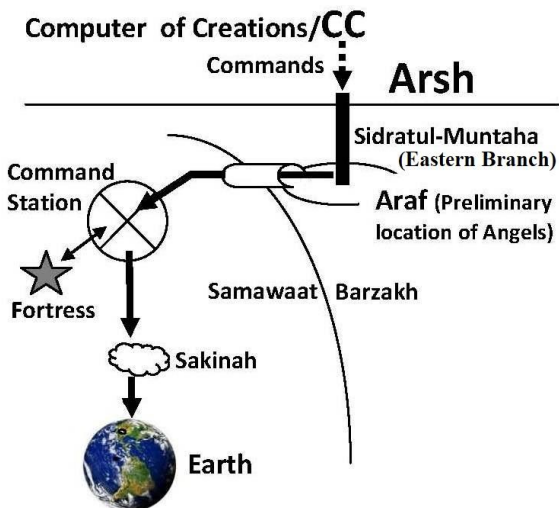 Computer of Creations/CC
Commands
Arsh
Sidratul-Muntaha
(Eastern Branch)
Command
Station
Araf (Preliminary
location of Angels)
Fortress
Samawaat
Barzakh
Sakinah
Earth